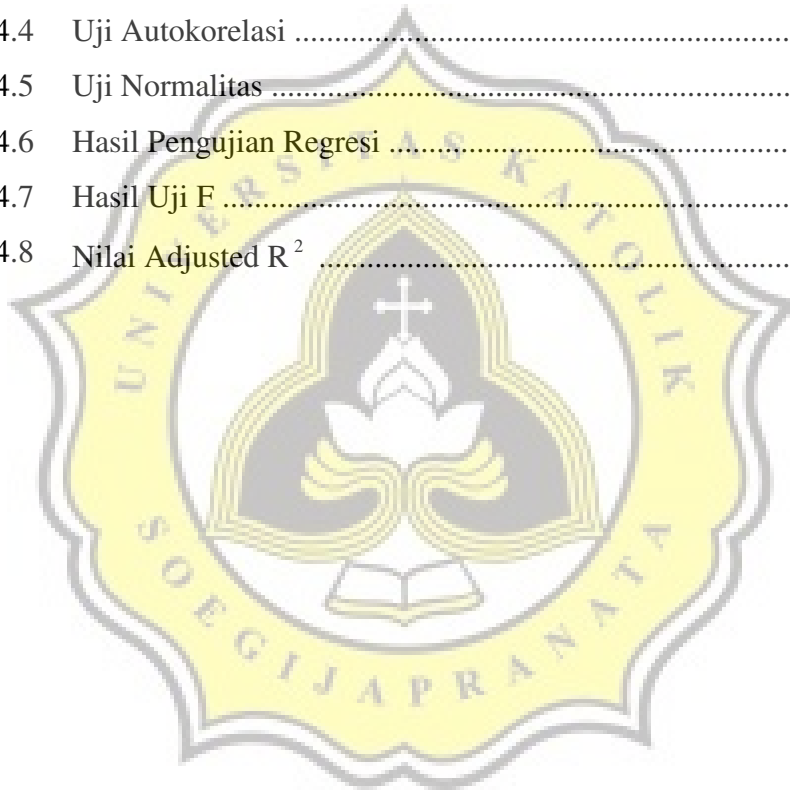 4.4 Uji Autokorelasi ........................................................................
4.5 Uji Normalitas ...........................................................................
4.6 Hasil Pengujian Regresi .........................................................
4.7 Hasil Uji F .................................................................................
4.8 Nilai Adjusted R² ....................................................................
UNIVERSITAS KATOLIK
SOEGIJAPRANATA